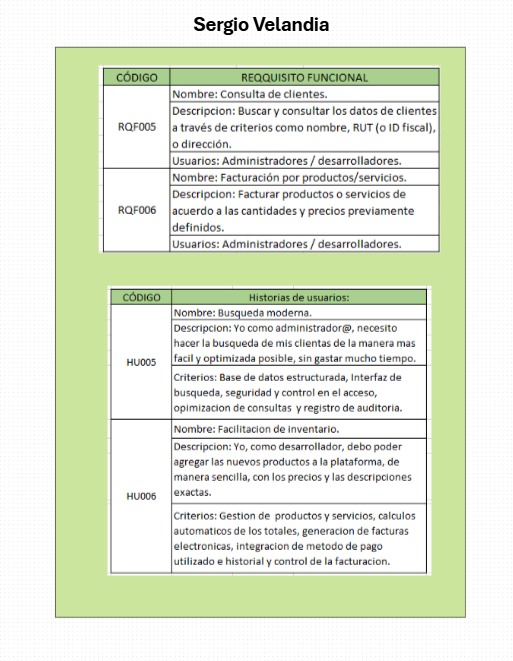 Sergio Velandia
CÓDIGO REQQUISITO FUNCIONAL
RQF005
Nombre: Consulta de clientes.
Descripcion: Buscar y consultar los datos de clientes
a través de criterios como nombre, RUT (o ID fiscal),
o dirección.
Usuarios: Administradores / desarrolladores.
RQF006
Nombre: Facturación por productos/servicios.
Descripcion: Facturar productos o servicios de
acuerdo a las cantidades y precios previamente
definidos.
Usuarios: Administradores / desarrolladores.
CÓDIGO Historias de usuarios:
HU005
Nombre: Busqueda moderna.
Descripcion: Yo como administrador@, necesito
hacer la busqueda de mis clientas de la manera mas
facil y optimizada posible, sin gastar mucho tiempo.
Criterios: Base de datos estructurada, Interfaz de
busqueda, seguridad y control en el acceso,
opimizacion de consultas y registro de auditoria.
HU006
Nombre: Facilitacion de inventario.
Descripcion: Yo, como desarrollador, debo poder
agregar las nuevos productos a la plataforma, de
manera sencilla, con los precios y las descripciones
exactas.
Criterios: Gestion de productos y servicios, calculos
automaticos de los totales, generacion de facturas
electronicas, integracion de metodo de pago
utilizado e historial y control de la facturacion.